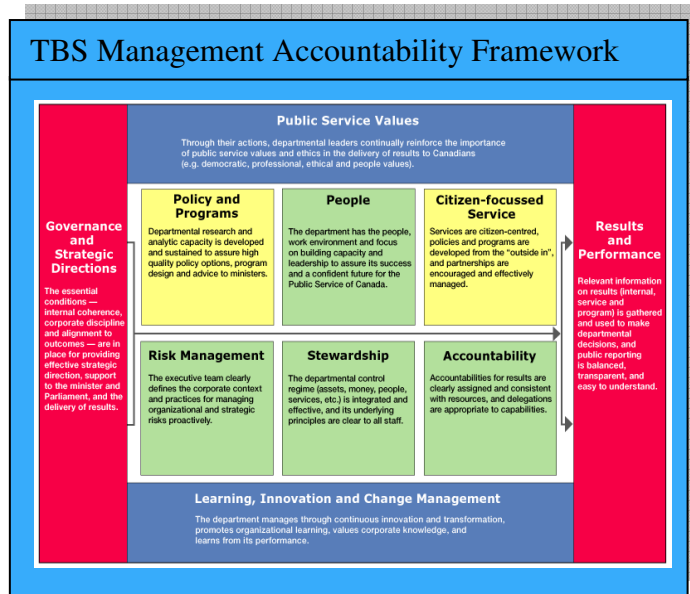 TBS Management Accountability Framework
Public Service Values
Through their actions, departmental leaders continually reinforce the importance
of public service values and ethics in the delivery of results to Canadians
(e.g. democratic, professional, ethical and people values).
Governance
and
Strategic
Directions
The essential
conditions —
internal coherence,
corporate discipline
and alignment to
outcomes — are in
place for providing
effective strategic
direction, support
to the minister and
Parliament, and the
delivery of results.
Policy and
Programs
Departmental research and
analytic capacity is developed
and sustained to assure high
quality policy options, program
design and advice to ministers.
People
The department has the people,
work environment and focus
on building capacity and
leadership to assure its success
and a confident future for the
Public Service of Canada.
Citizen-focussed
Service
Services are citizen-centred,
policies and programs are
developed from the “outside in”,
and partnerships are
encouraged and effectively
managed.
Risk Management
The executive team clearly
defines the corporate context
and practices for managing
organizational and strategic
risks proactively.
Stewardship
The departmental control
regime (assets, money, people,
services, etc.) is integrated and
effective, and its underlying
principles are clear to all staff.
Accountability
Accountabilities for results are
clearly assigned and consistent
with resources, and delegations
are appropriate to capabilities.
Results
and
Performance
Relevant information
on results (internal,
service and
program) is gathered
and used to make
departmental
decisions, and
public reporting
is balanced,
transparent, and
easy to understand.
Learning, Innovation and Change Management
The department manages through continuous innovation and transformation,
promotes organizational learning, values corporate knowledge, and
learns from its performance.